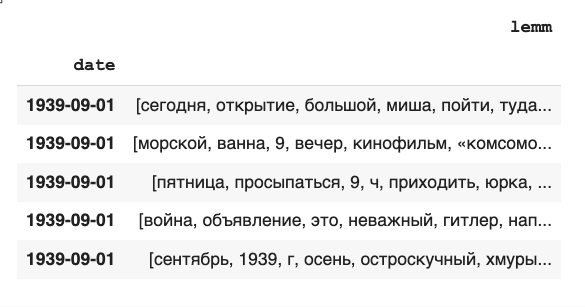 lemm
date
1939-09-01 [сегодня, открытие, большой, миша, пойти, туда...
1939-09-01 [морской, ванна, 9, вечер, кинофильм, «комсомо...
1939-09-01 [пятница, просыпаться, 9, ч, приходить, юрка, ...
1939-09-01 [война, объявление, это, неважный, гитлер, нап...
1939-09-01 [сентябрь, 1939, г, осень, остроскучный, хмуры...